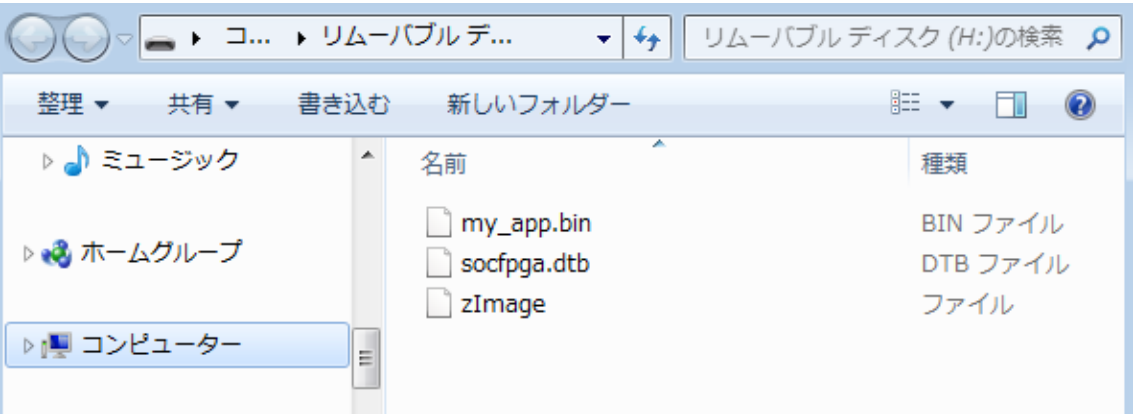 コ... リムーバブル デ... リムーバブル ディスク (H:)の検索
整理 共有 書き込む 新しいフォルダー
ミュージック
ホームグループ
コンピューター
名前 種類
my_app.bin BIN ファイル
socfpga.dtb DTB ファイル
zImage ファイル